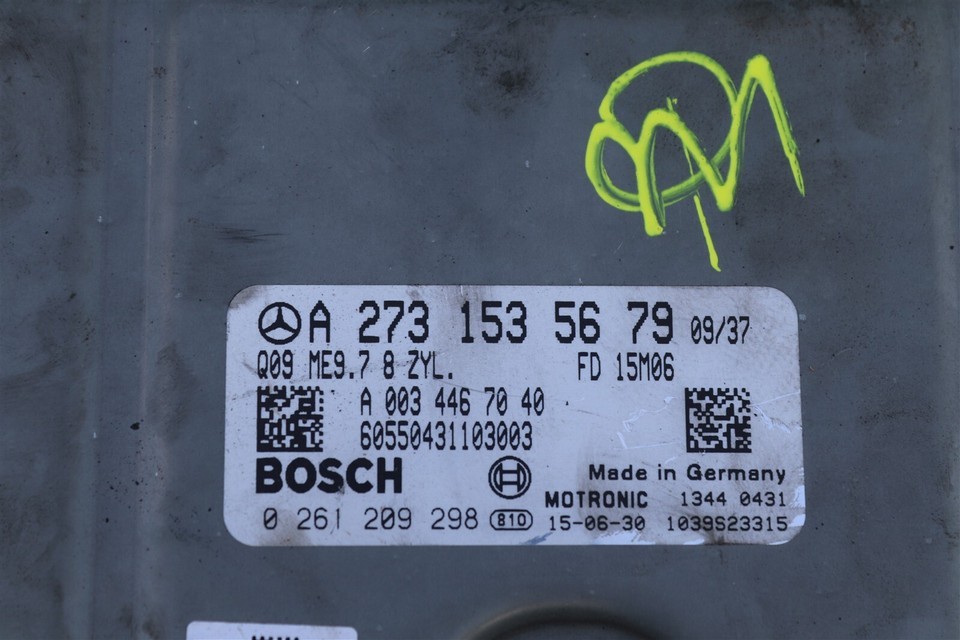 A 273 153 56 79 09/37
Q09 ME9.7 8 ZYL. FD 15M06
A 003 446 70 40
60550431103003
BOSCH
Made in Germany
MOTRONIC 1344 0431
0 261 209 298 810 15-06-30 1039S23315